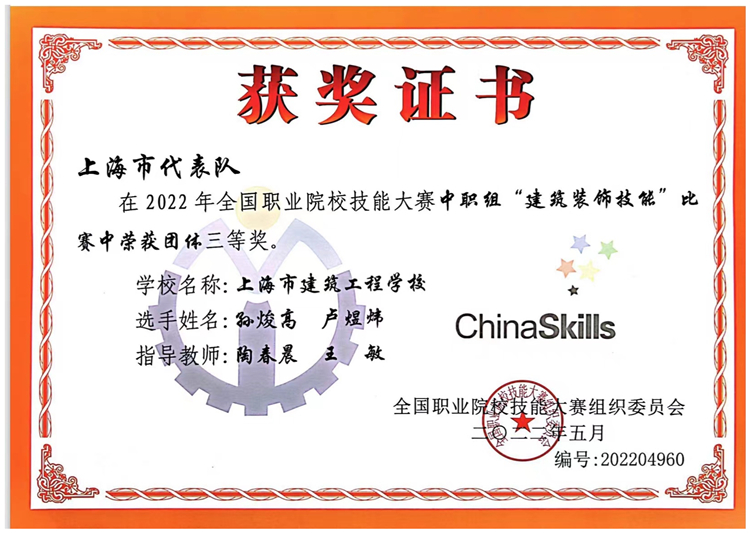 获奖证书
上海市代表队
在2022年全国职业院校技能大赛中职组“建筑装饰技能”比
赛中荣获团体三等奖。
学校名称:上海市建筑工程学校
选手姓名:孙焌高 卢煜炜
指导教师:陶春晨 王敏
ChinaSkills
全国职业院校技能大赛组织委员会
二〇二二年五月
编号:202204960